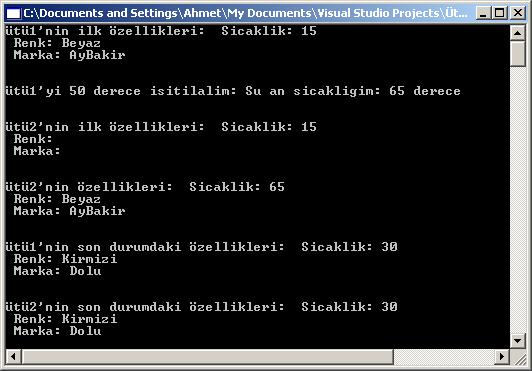 C:\Documents and Settings\Ahmet\My Documents\Visual Studio Projects\Üt...
ütü1'nin ilk özellikleri:  Sicaklik: 15
Renk: Beyaz
Marka: AyBakir
ütü1'yi 50 derece isitilalim: Su an sicakligim: 65 derece
ütü2'nin ilk özellikleri:  Sicaklik: 15
Renk:
Marka:
ütü2'nin özellikleri:  Sicaklik: 65
Renk: Beyaz
Marka: AyBakir
ütü1'nin son durumdaki özellikleri:  Sicaklik: 30
Renk: Kirmizi
Marka: Dolu
ütü2'nin son durumdaki özellikleri:  Sicaklik: 30
Renk: Kirmizi
Marka: Dolu